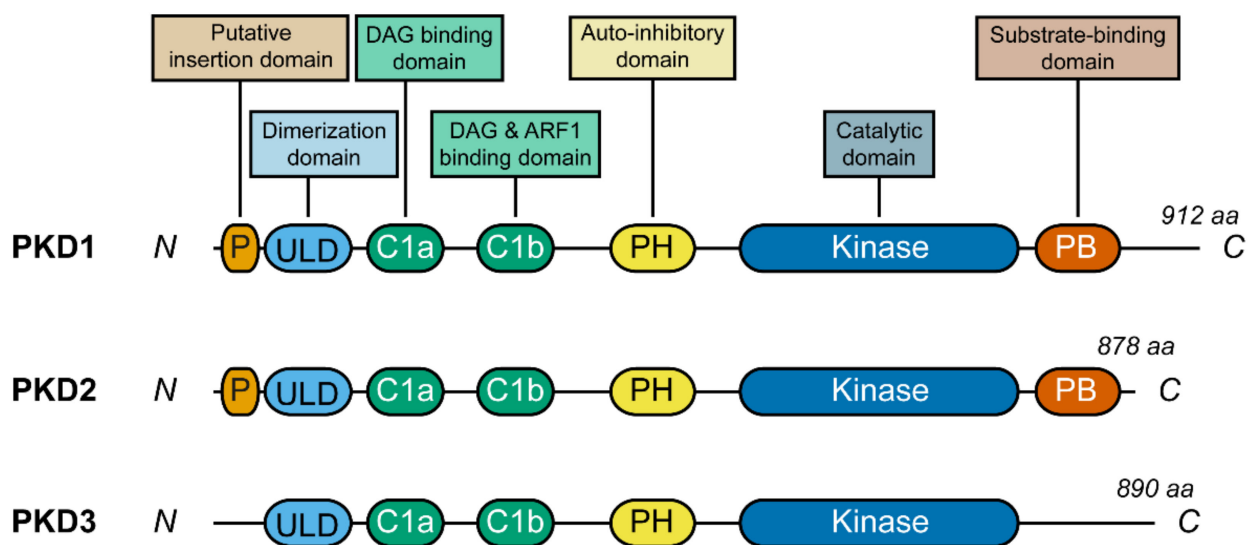 Putative
insertion domain
DAG binding
domain
Auto-inhibitory
domain
Substrate-binding
domain
Dimerization
domain
DAG & ARF1
binding domain
Catalytic
domain
912 aa
PKD1 N P ULD C1a C1b PH Kinase PB C
878 aa
PKD2 N P ULD C1a C1b PH Kinase PB C
890 aa
PKD3 N ULD C1a C1b PH Kinase C